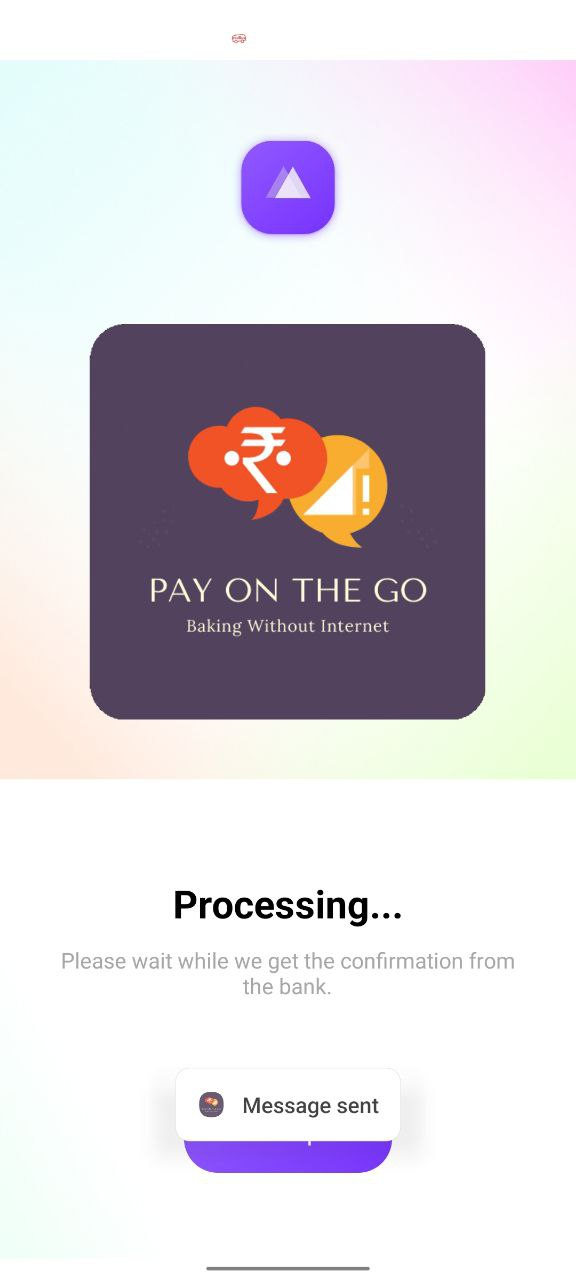 ₹
!
PAY ON THE GO
Baking Without Internet
Processing...
Please wait while we get the confirmation from
the bank.
Message sent